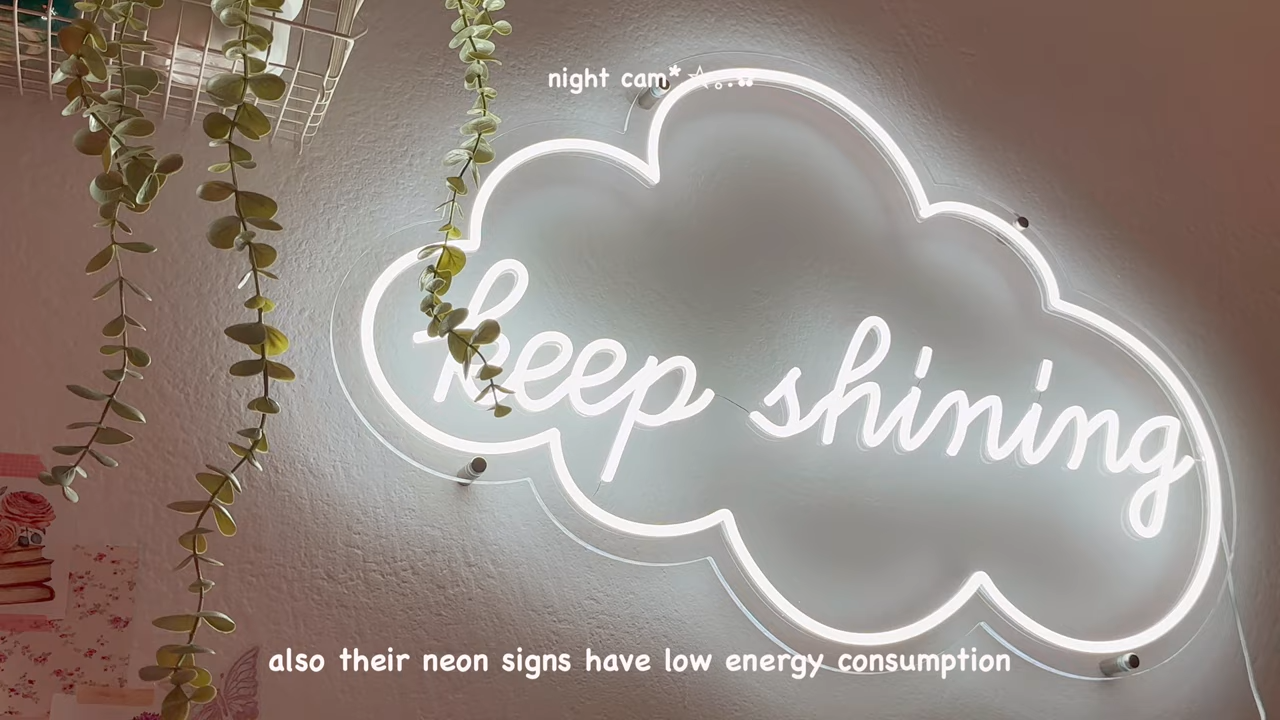 night cam*☆。.:*
keep shining
also their neon signs have low energy consumption